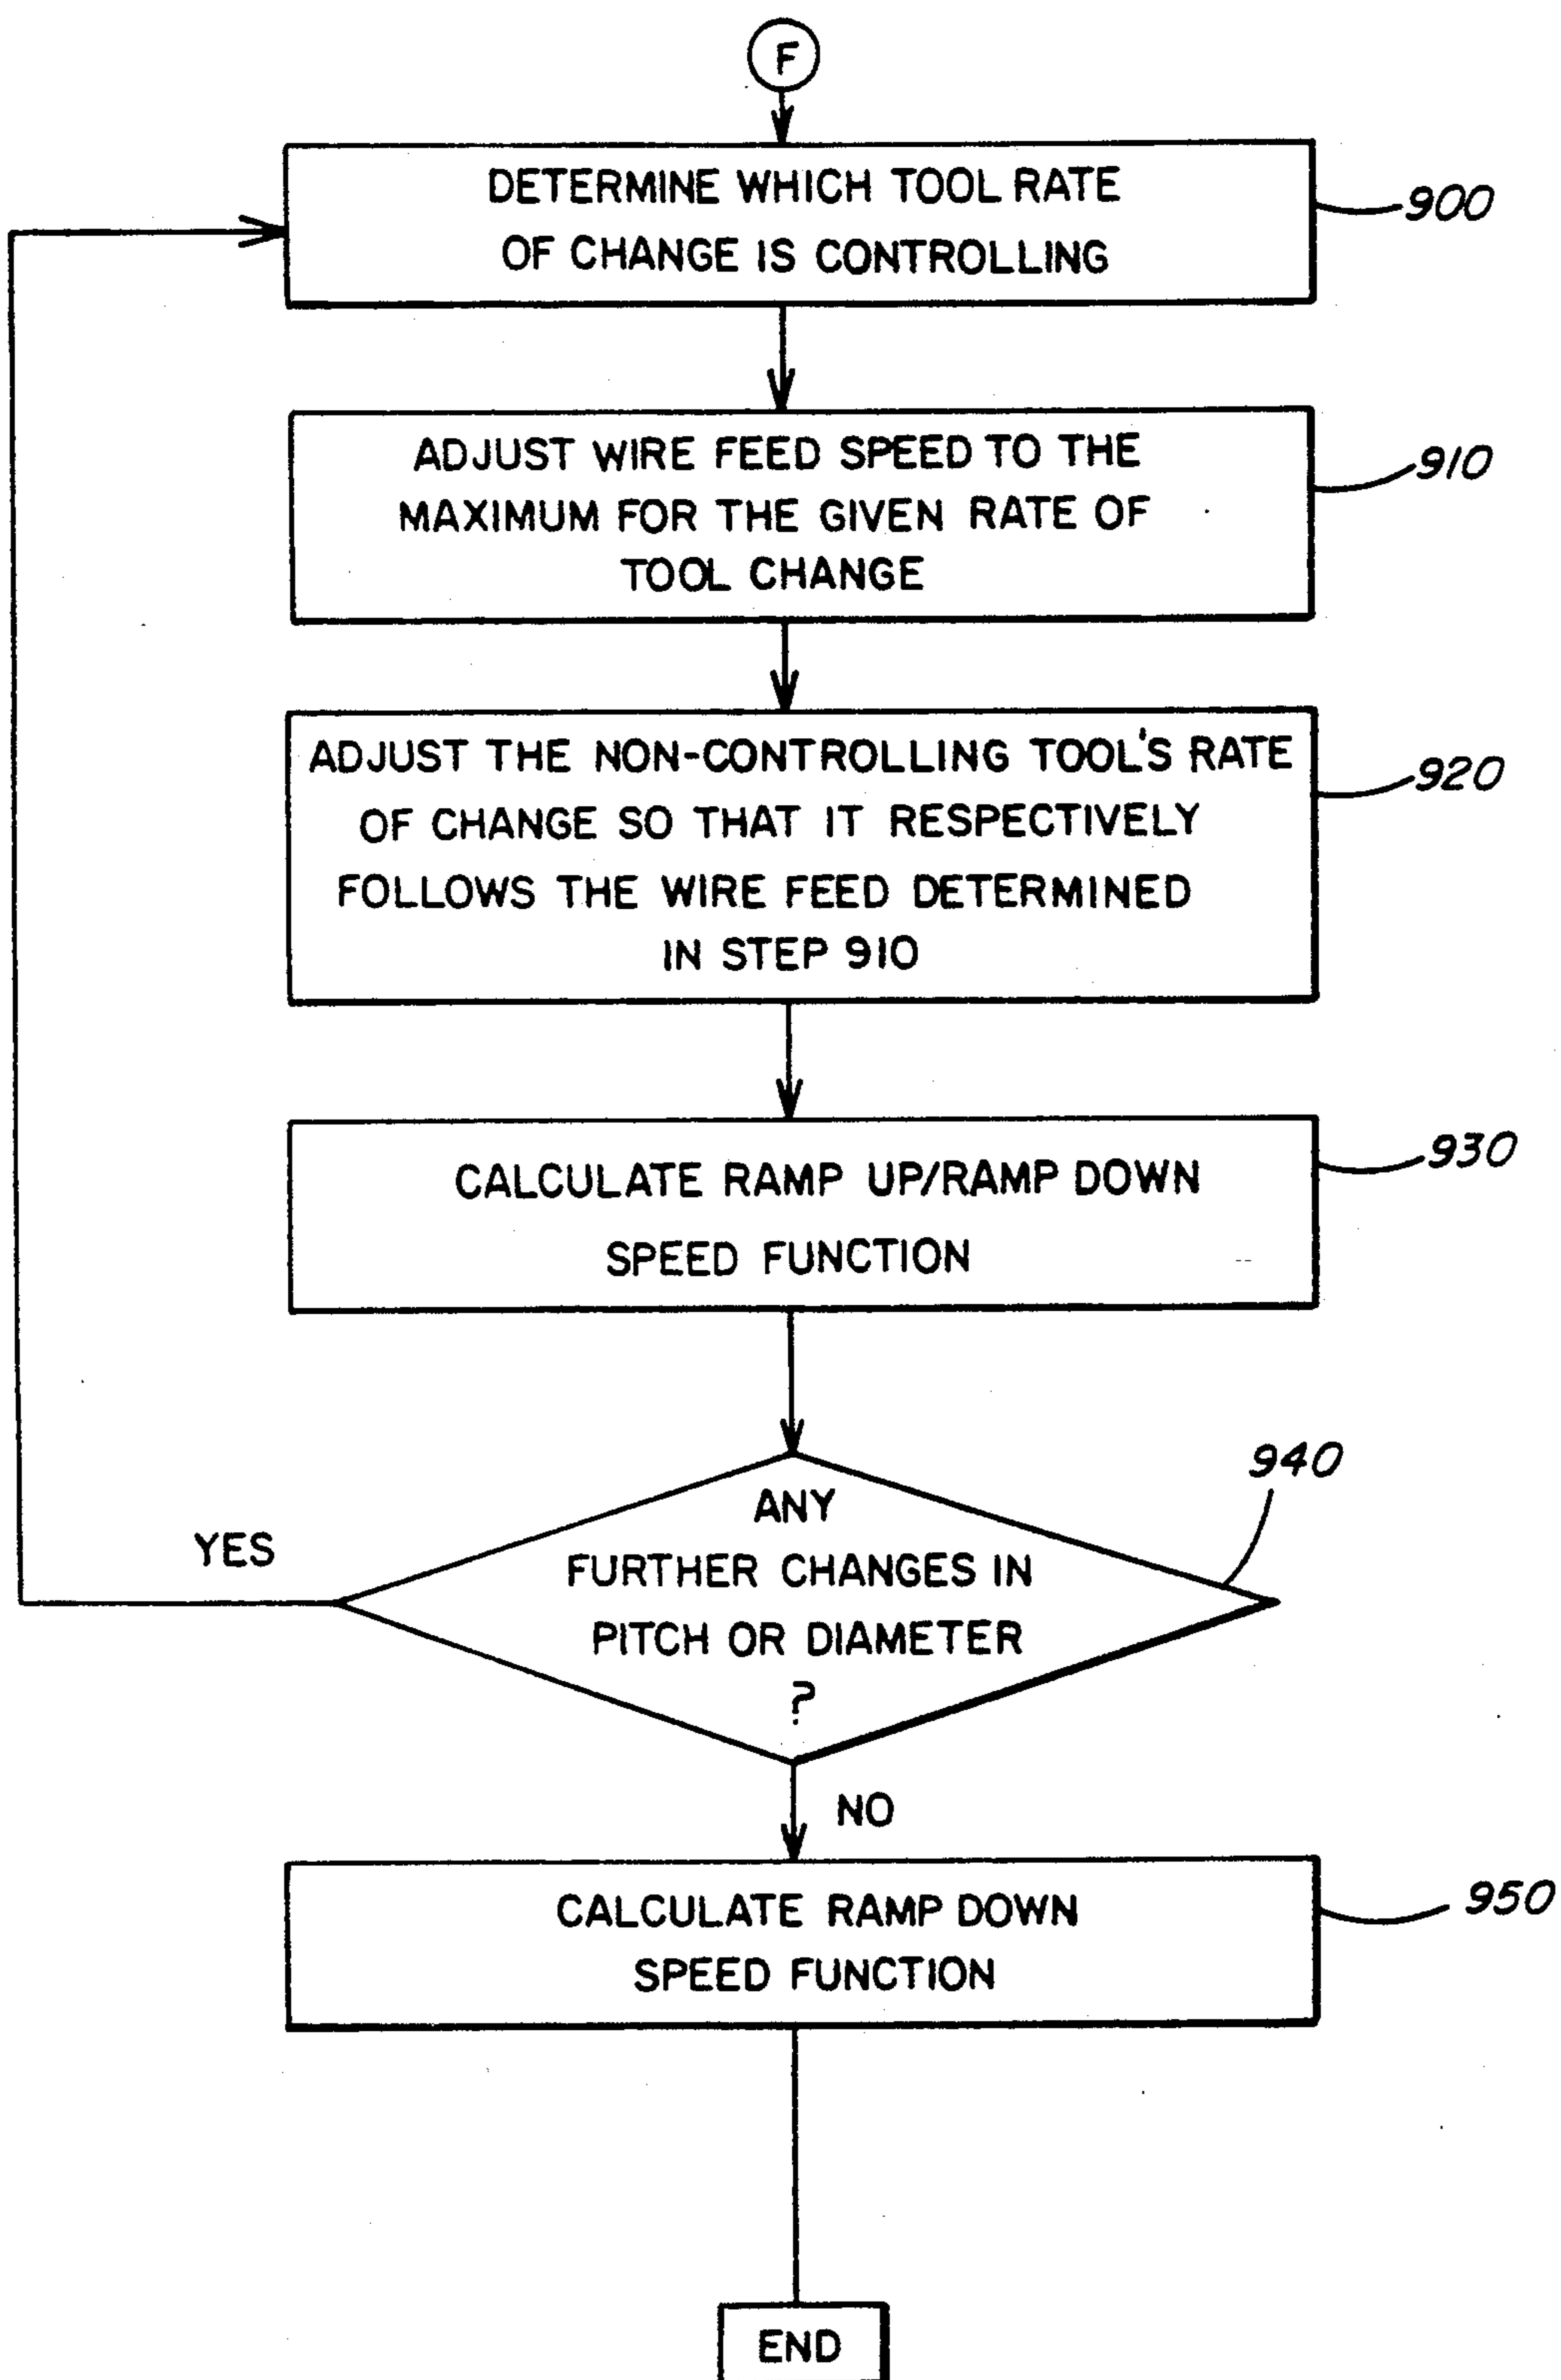 F
DETERMINE WHICH TOOL RATE
OF CHANGE IS CONTROLLING
900
ADJUST WIRE FEED SPEED TO THE
MAXIMUM FOR THE GIVEN RATE OF
TOOL CHANGE
910
ADJUST THE NON-CONTROLLING TOOL'S RATE
OF CHANGE SO THAT IT RESPECTIVELY
FOLLOWS THE WIRE FEED DETERMINED
IN STEP 910
920
CALCULATE RAMP UP/RAMP DOWN
SPEED FUNCTION
930
940
ANY
FURTHER CHANGES IN
PITCH OR DIAMETER
?
YES
NO
CALCULATE RAMP DOWN
SPEED FUNCTION
950
END